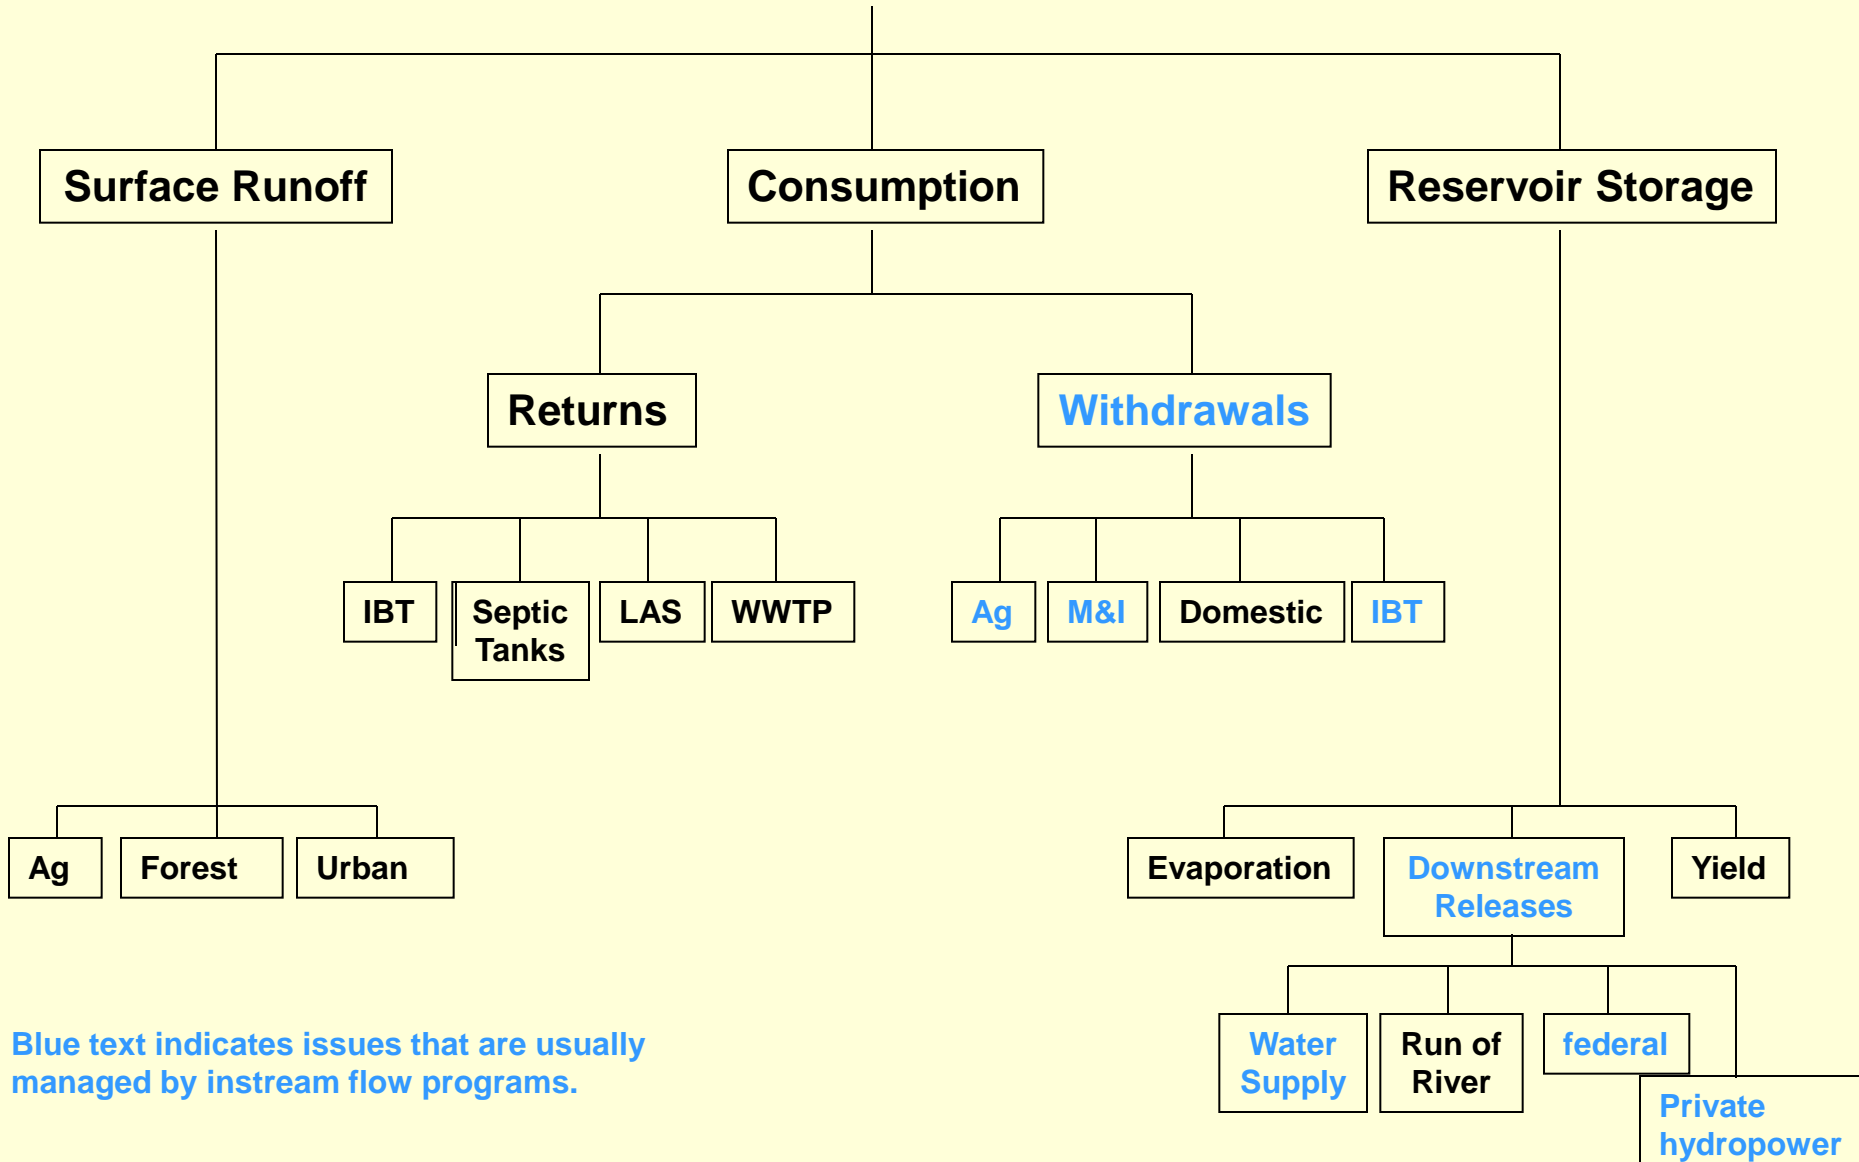 Surface Runoff
Consumption
Reservoir Storage
Returns
Withdrawals
IBT
Septic
Tanks
LAS
WWTP
Ag
M&I
Domestic
IBT
Ag
Forest
Urban
Evaporation
Downstream
Releases
Yield
Water
Supply
Run of
River
federal
Private
hydropower
Blue text indicates issues that are usually
managed by instream flow programs.